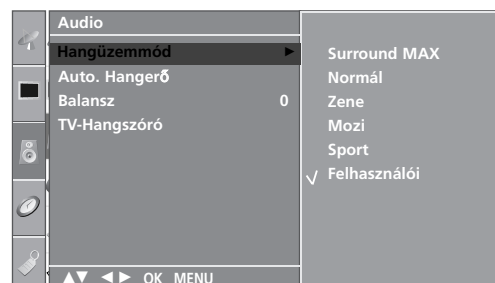 Audio
Hangüzemmód ►
Auto. Hangerő
Balansz 0
TV-Hangszóró
▲▼ ◄► OK MENU
Surround MAX
Normál
Zene
Mozi
Sport
√ Felhasználói